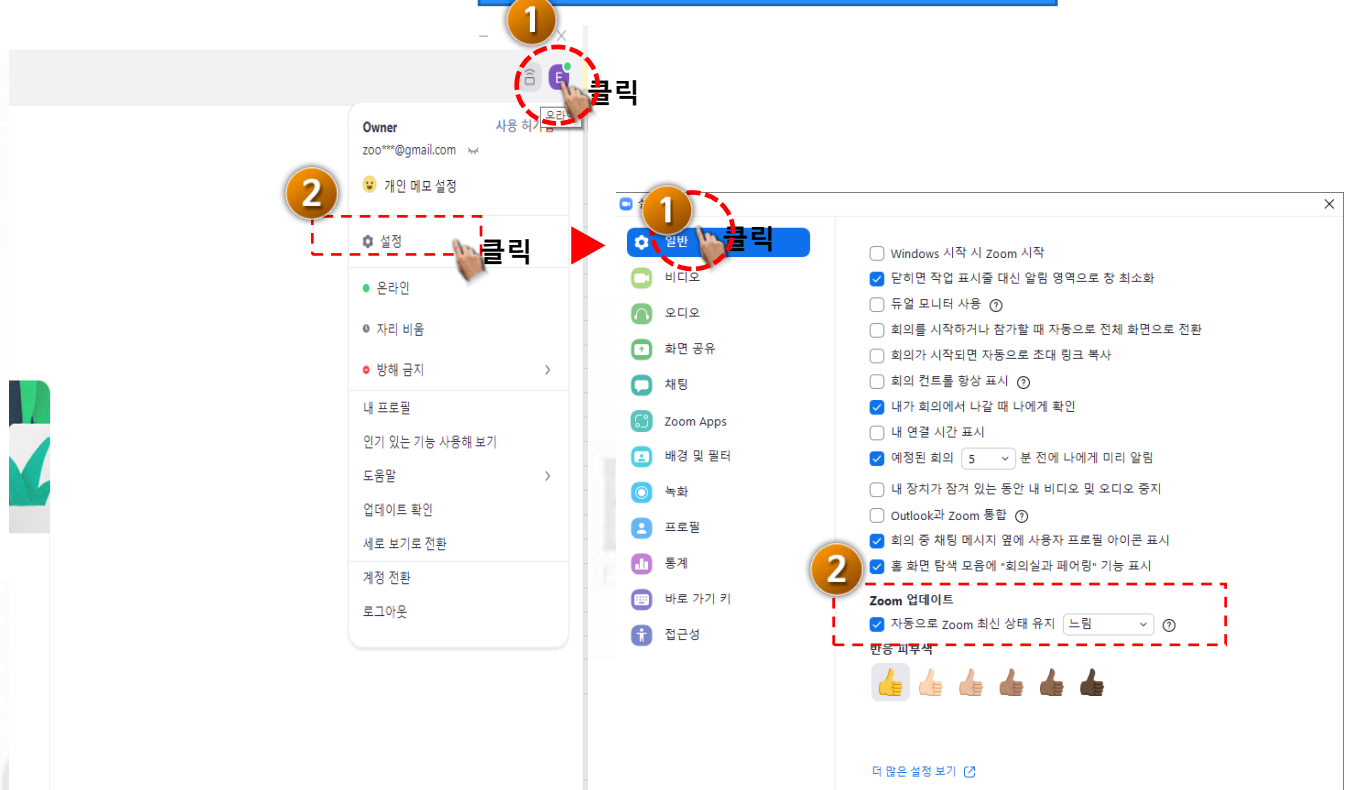 1
클릭
E
Owner
zoo***@gmail.com
2
개인 메모 설정
설정
클릭
온라인
자리 비움
방해 금지
내 프로필
인기 있는 기능 사용해 보기
도움말
업데이트 확인
세로 보기로 전환
계정 전환
로그아웃
1
클릭
일반
비디오
오디오
화면 공유
채팅
Zoom Apps
배경 및 필터
녹화
프로필
통계
바로 가기 키
접근성
Windows 시작 시 Zoom 시작
닫히면 작업 표시줄 대신 알림 영역으로 창 최소화
듀얼 모니터 사용
회의를 시작하거나 참가할 때 자동으로 전체 화면으로 전환
회의가 시작되면 자동으로 초대 링크 복사
회의 컨트롤 항상 표시
내가 회의에서 나갈 때 나에게 확인
내 연결 시간 표시
예정된 회의 5 분 전에 나에게 미리 알림
내 장치가 잠겨 있는 동안 내 비디오 및 오디오 중지
Outlook과 Zoom 통합
회의 중 채팅 메시지 옆에 사용자 프로필 아이콘 표시
홈 화면 탐색 모음에 "회의실과 페어링" 기능 표시
2
Zoom 업데이트
자동으로 Zoom 최신 상태 유지 느림
반응 피부색
더 많은 설정 보기